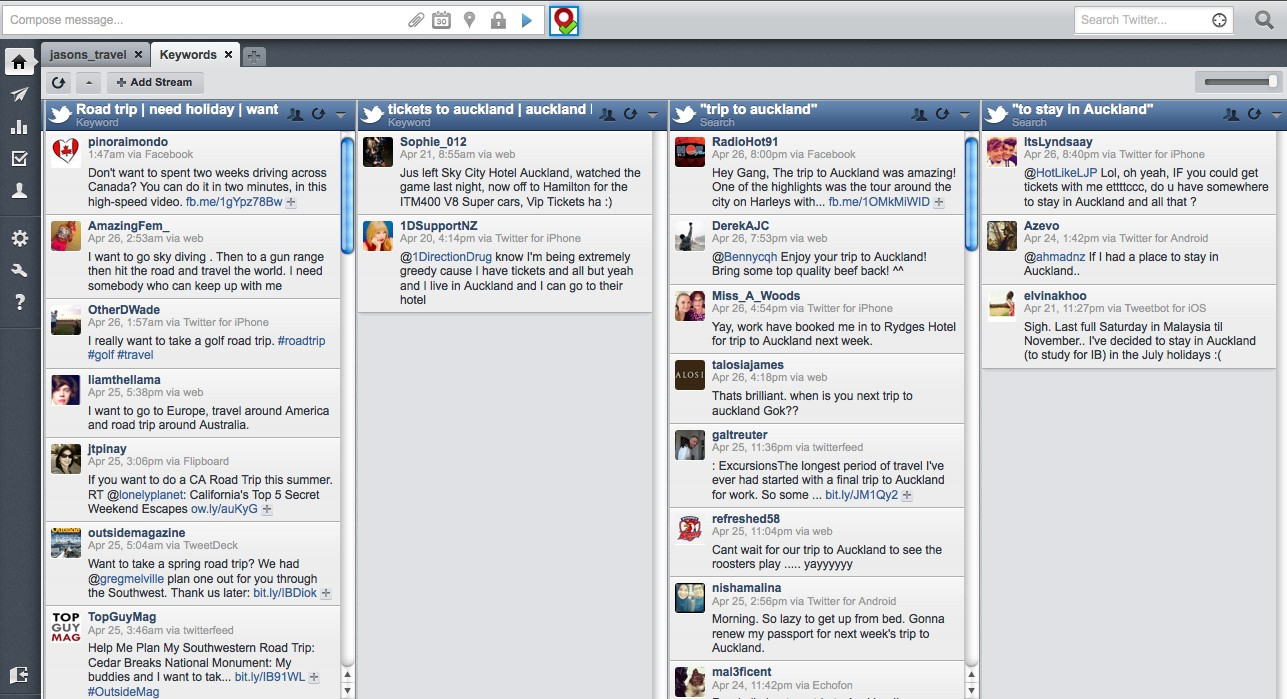 Compose message...
30
Search Twitter...
jasons_travel ×
Keywords ×
Add Stream
Road trip | need holiday | want
Keyword
pinoraimondo
1:47am via Facebook
Don't want to spent two weeks driving across
Canada? You can do it in two minutes, in this
high-speed video. fb.me/1gYpz78Bw
AmazingFem_
Apr 26, 2:53am via web
I want to go sky diving . Then to a gun range
then hit the road and travel the world. I need
somebody who can keep up with me
OtherDWade
Apr 26, 1:57am via Twitter for iPhone
I really want to take a golf road trip. #roadtrip
#golf #travel
liamthellama
Apr 25, 5:38pm via web
I want to go to Europe, travel around America
and road trip around Australia.
jtpinay
Apr 25, 3:06pm via Flipboard
If you want to do a CA Road Trip this summer.
RT @lonelyplanet: California's Top 5 Secret
Weekend Escapes ow.ly/auKyG
outsidemagazine
Apr 25, 5:04am via TweetDeck
Want to take a spring road trip? We had
@gregmelville plan one out for you through
the Southwest. Thank us later: bit.ly/IBDiok
TOP
GUY
MAG
TopGuyMag
Apr 25, 3:46am via twitterfeed
Help Me Plan My Southwestern Road Trip:
Cedar Breaks National Monument: My
buddies and I want to tak... bit.ly/IB91WL
#OutsideMag
tickets to auckland | auckland
Keyword
Sophie_012
Apr 21, 8:55am via web
Jus left Sky City Hotel Auckland, watched the
game last night, now off to Hamilton for the
ITM400 V8 Super cars, Vip Tickets ha :)
1DSupportNZ
Apr 20, 4:14pm via Twitter for iPhone
@1DirectionDrug know I'm being extremely
greedy cause I have tickets and all but yeah
and I live in Auckland and I can go to their
hotel
"trip to auckland"
Search
RadioHot91
Apr 26, 8:00pm via Facebook
Hey Gang, The trip to Auckland was amazing!
One of the highlights was the tour around the
city on Harleys with... fb.me/1OMkMiWID
DerekAJC
Apr 26, 7:53pm via web
@Bennycqh Enjoy your trip to Auckland!
Bring some top quality beef back! ^^
Miss_A_Woods
Apr 26, 4:54pm via Twitter for iPhone
Yay, work have booked me in to Rydges Hotel
for trip to Auckland next week.
ALOSI
talosiajames
Apr 26, 4:18pm via web
Thats brilliant. when is you next trip to
auckland Gok??
galtreuter
Apr 25, 11:36pm via twitterfeed
: ExcursionsThe longest period of travel I've
ever had started with a final trip to Auckland
for work. So some ... bit.ly/JM1Qy2
refreshed58
Apr 25, 11:04pm via web
Cant wait for our trip to Auckland to see the
roosters play ..... yayyyyyy
nishamalina
Apr 25, 2:56pm via Twitter for Android
Morning. So lazy to get up from bed. Gonna
renew my passport for next week's trip to
Auckland.
mal3ficent
Apr 24, 11:42pm via Echofon
"to stay in Auckland"
Search
ItsLyndsaay
Apr 26, 8:40pm via Twitter for iPhone
@HotLikeLJP Lol, oh yeah, IF you could get
tickets with me ettttccc, do u have somewhere
to stay in Auckland and all that ?
Azevo
Apr 24, 1:42pm via Twitter for Android
@ahmadnz If I had a place to stay in
Auckland..
elvinakhoo
Apr 21, 11:27pm via Tweetbot for iOS
Sigh. Last full Saturday in Malaysia til
November.. I've decided to stay in Auckland
(to study for IB) in the July holidays :(